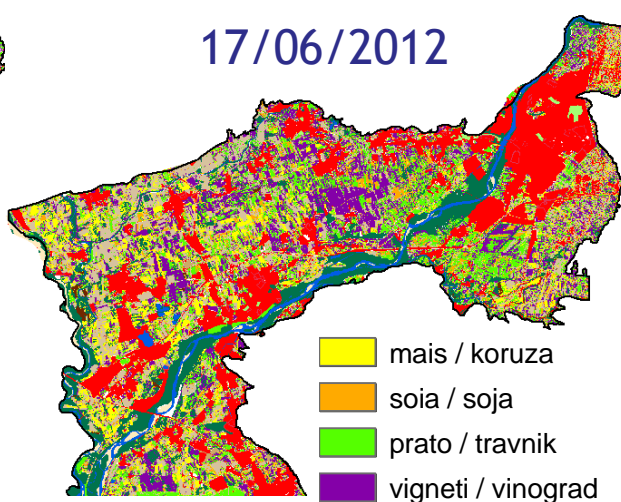 17/06/2012
mais / koruza
soia / soja
prato / travnik
vigneti / vinograd